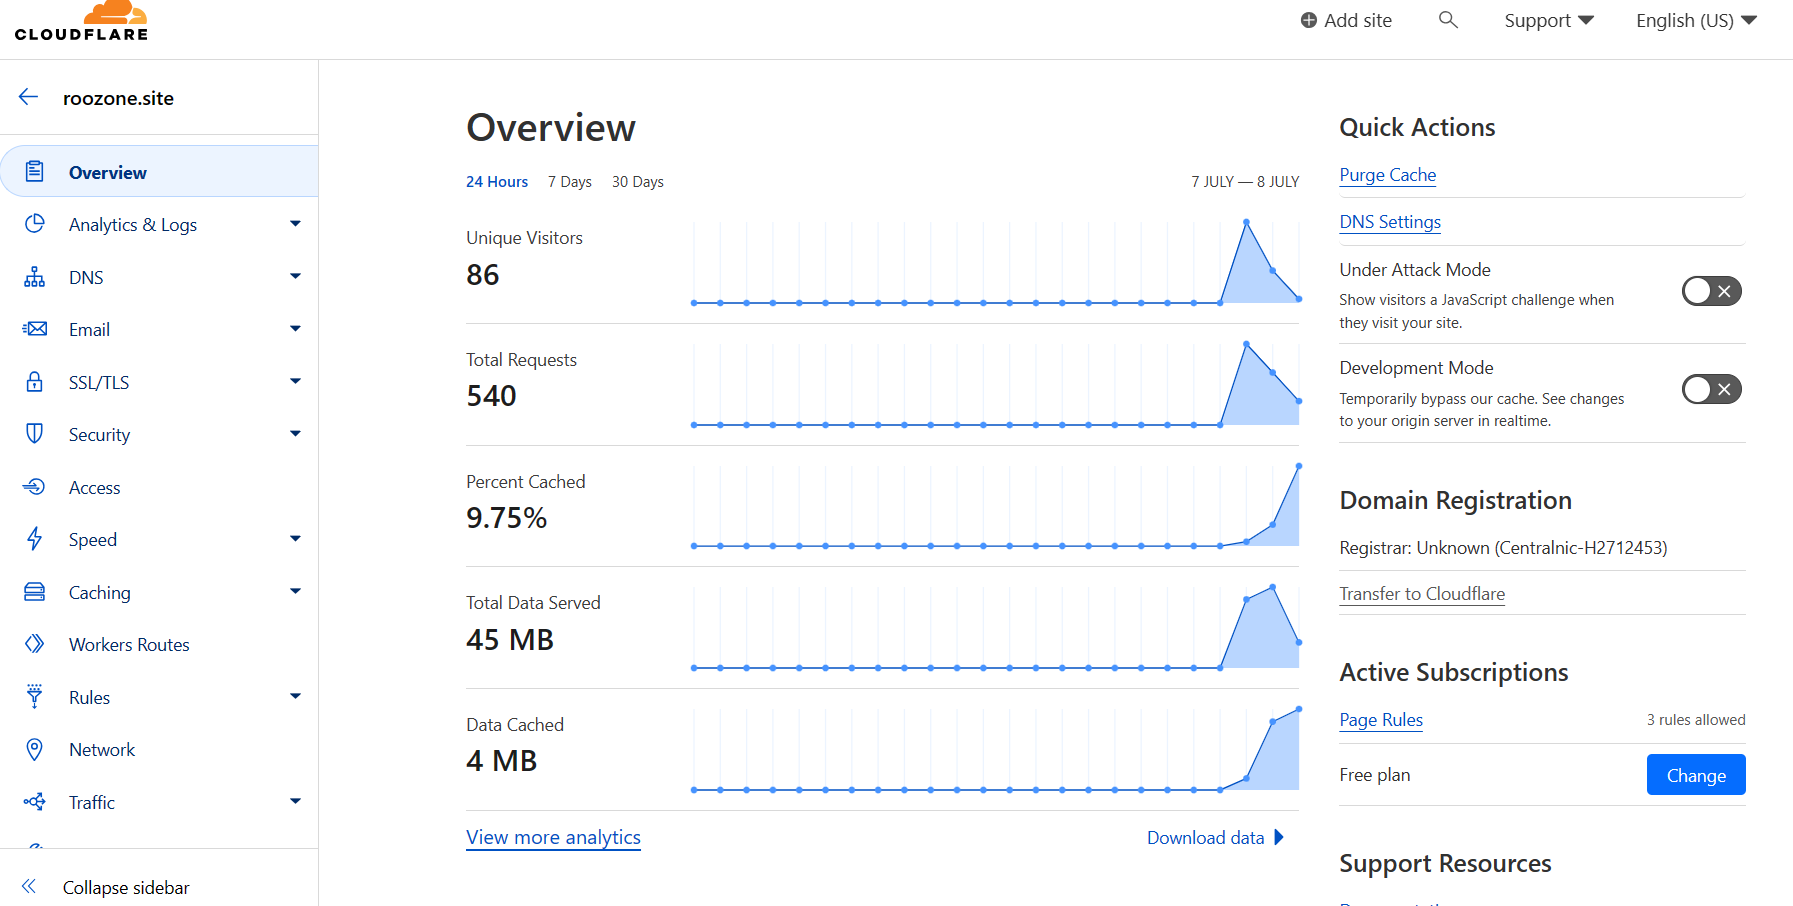 CLOUDFLARE
Add site
Support
English (US)
roozone.site
Overview
Analytics & Logs
DNS
Email
SSL/TLS
Security
Access
Speed
Caching
Workers Routes
Rules
Network
Traffic
Collapse sidebar
Overview
24 Hours 7 Days 30 Days
7 JULY — 8 JULY
Unique Visitors
86
Total Requests
540
Percent Cached
9.75%
Total Data Served
45 MB
Data Cached
4 MB
View more analytics
Download data
Quick Actions
Purge Cache
DNS Settings
Under Attack Mode
Show visitors a JavaScript challenge when
they visit your site.
Development Mode
Temporarily bypass our cache. See changes
to your origin server in realtime.
Domain Registration
Registrar: Unknown (Centralnic-H2712453)
Transfer to Cloudflare
Active Subscriptions
Page Rules
3 rules allowed
Free plan
Change
Support Resources